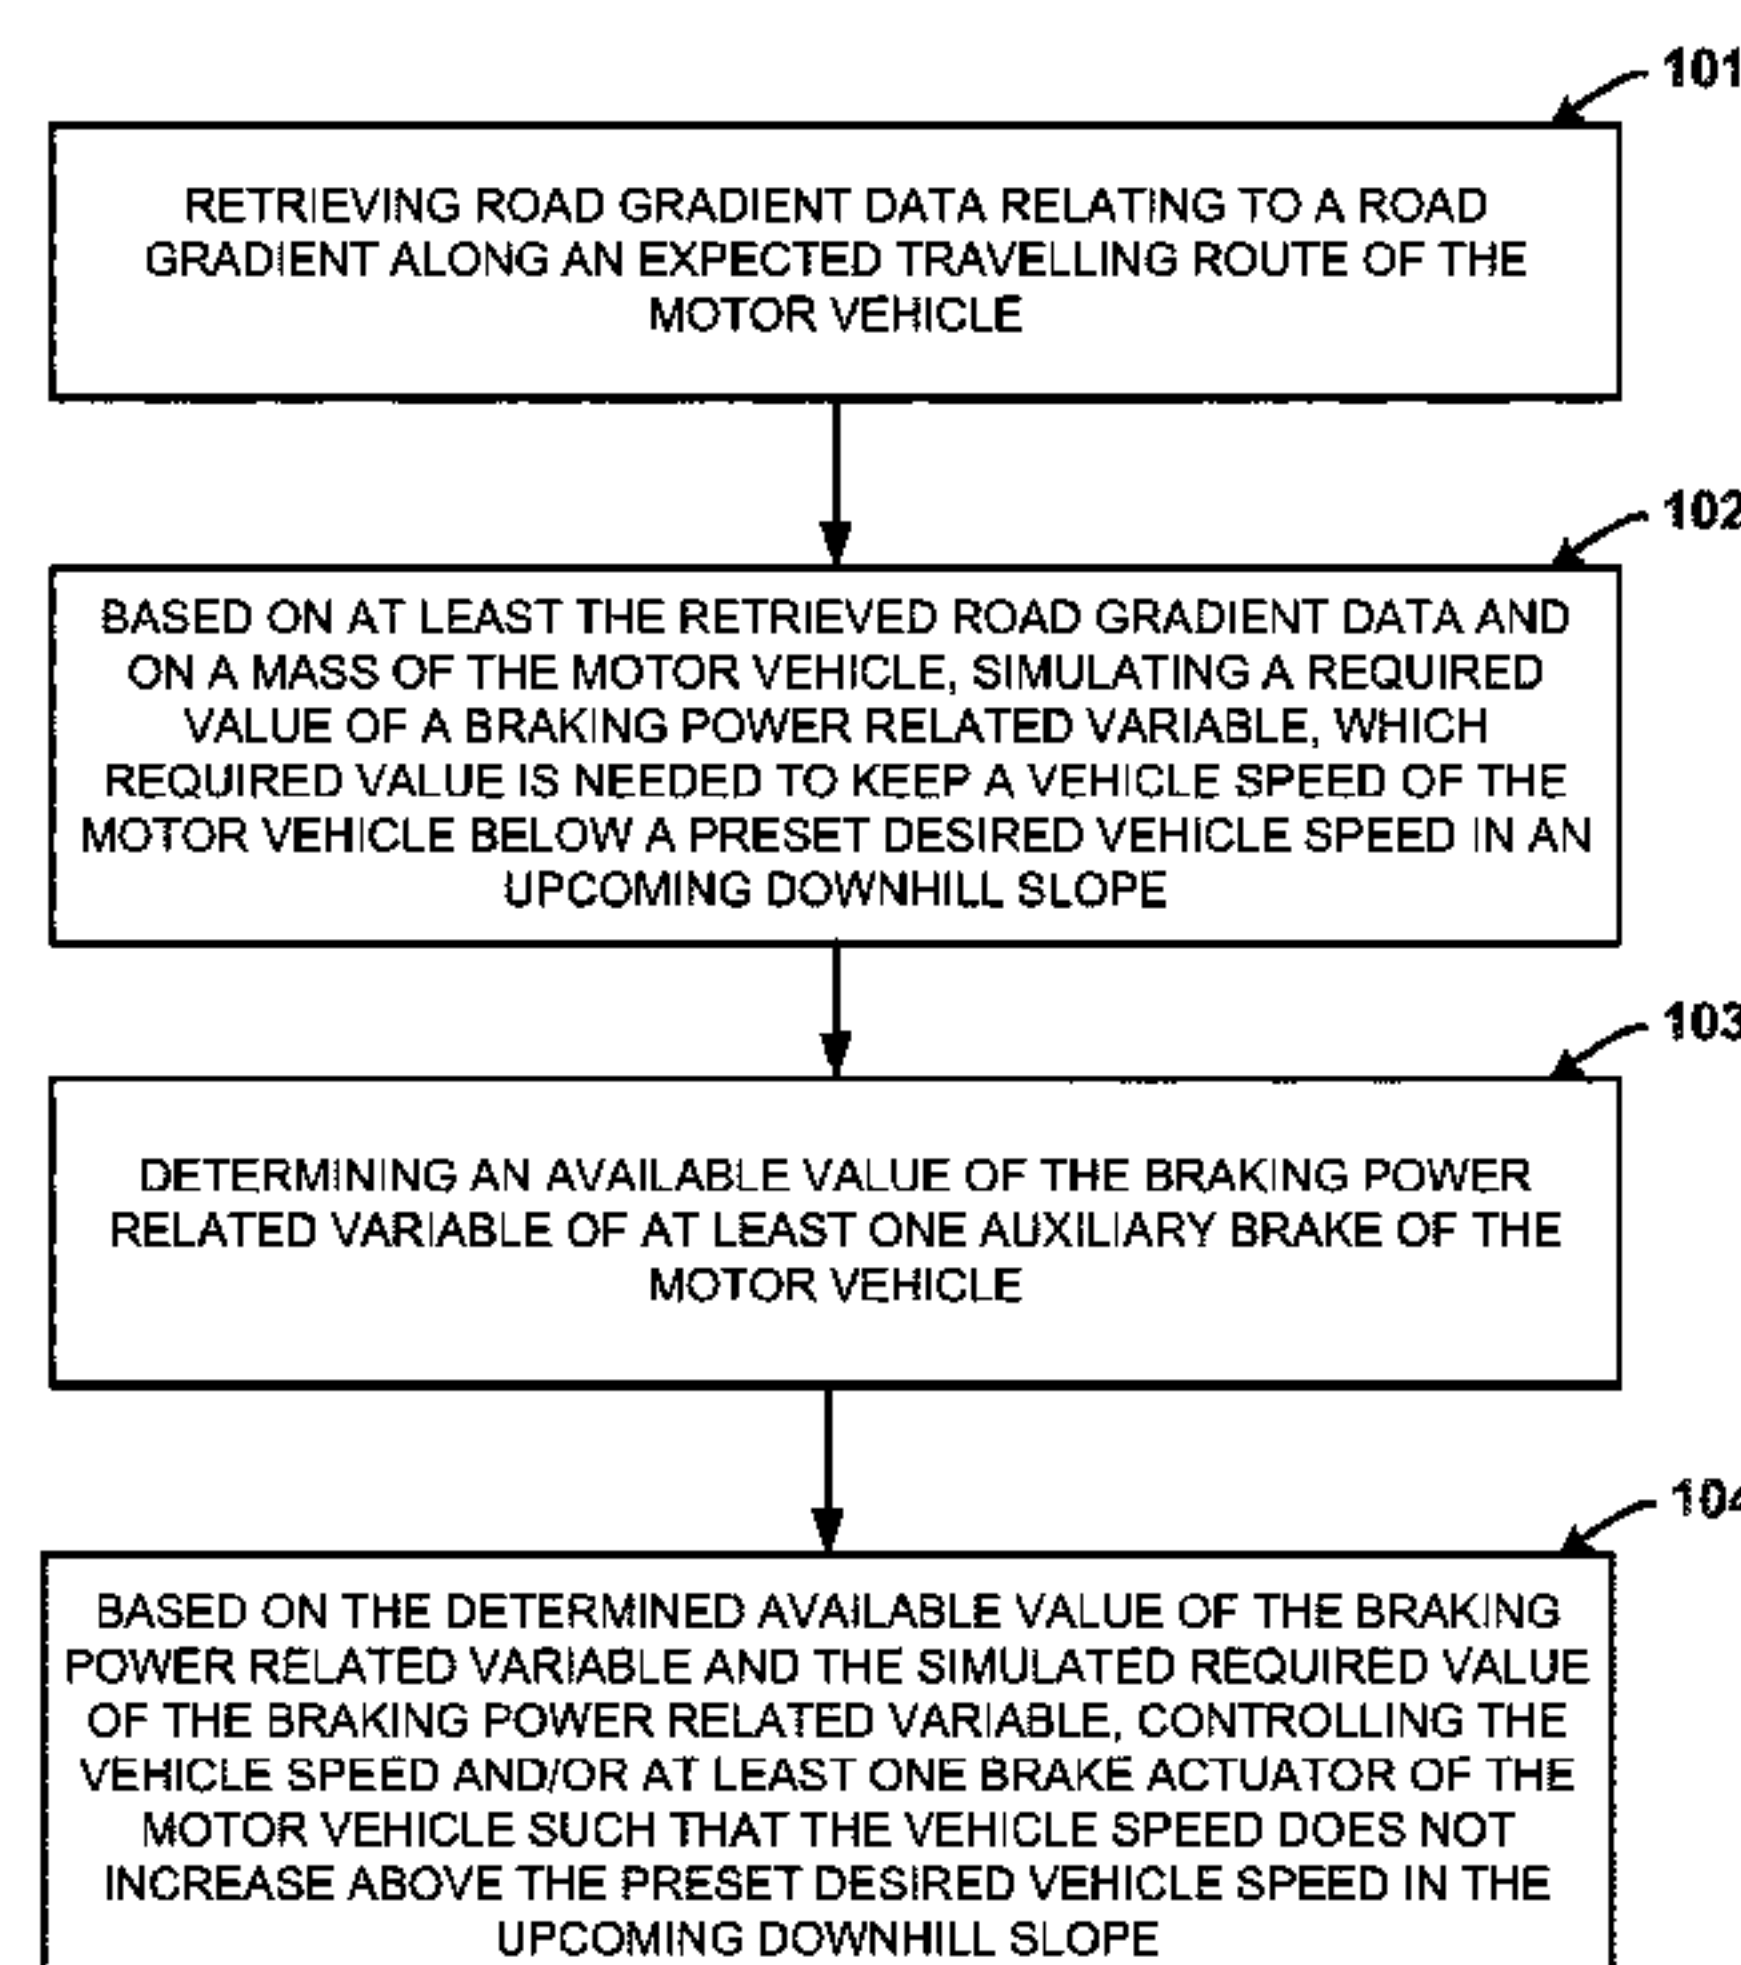 101
RETRIEVING ROAD GRADIENT DATA RELATING TO A ROAD
GRADIENT ALONG AN EXPECTED TRAVELLING ROUTE OF THE
MOTOR VEHICLE
102
BASED ON AT LEAST THE RETRIEVED ROAD GRADIENT DATA AND
ON A MASS OF THE MOTOR VEHICLE, SIMULATING A REQUIRED
VALUE OF A BRAKING POWER RELATED VARIABLE, WHICH
REQUIRED VALUE IS NEEDED TO KEEP A VEHICLE SPEED OF THE
MOTOR VEHICLE BELOW A PRESET DESIRED VEHICLE SPEED IN AN
UPCOMING DOWNHILL SLOPE
103
DETERMINING AN AVAILABLE VALUE OF THE BRAKING POWER
RELATED VARIABLE OF AT LEAST ONE AUXILIARY BRAKE OF THE
MOTOR VEHICLE
104
BASED ON THE DETERMINED AVAILABLE VALUE OF THE BRAKING
POWER RELATED VARIABLE AND THE SIMULATED REQUIRED VALUE
OF THE BRAKING POWER RELATED VARIABLE, CONTROLLING THE
VEHICLE SPEED AND/OR AT LEAST ONE BRAKE ACTUATOR OF THE
MOTOR VEHICLE SUCH THAT THE VEHICLE SPEED DOES NOT
INCREASE ABOVE THE PRESET DESIRED VEHICLE SPEED IN THE
UPCOMING DOWNHILL SLOPE